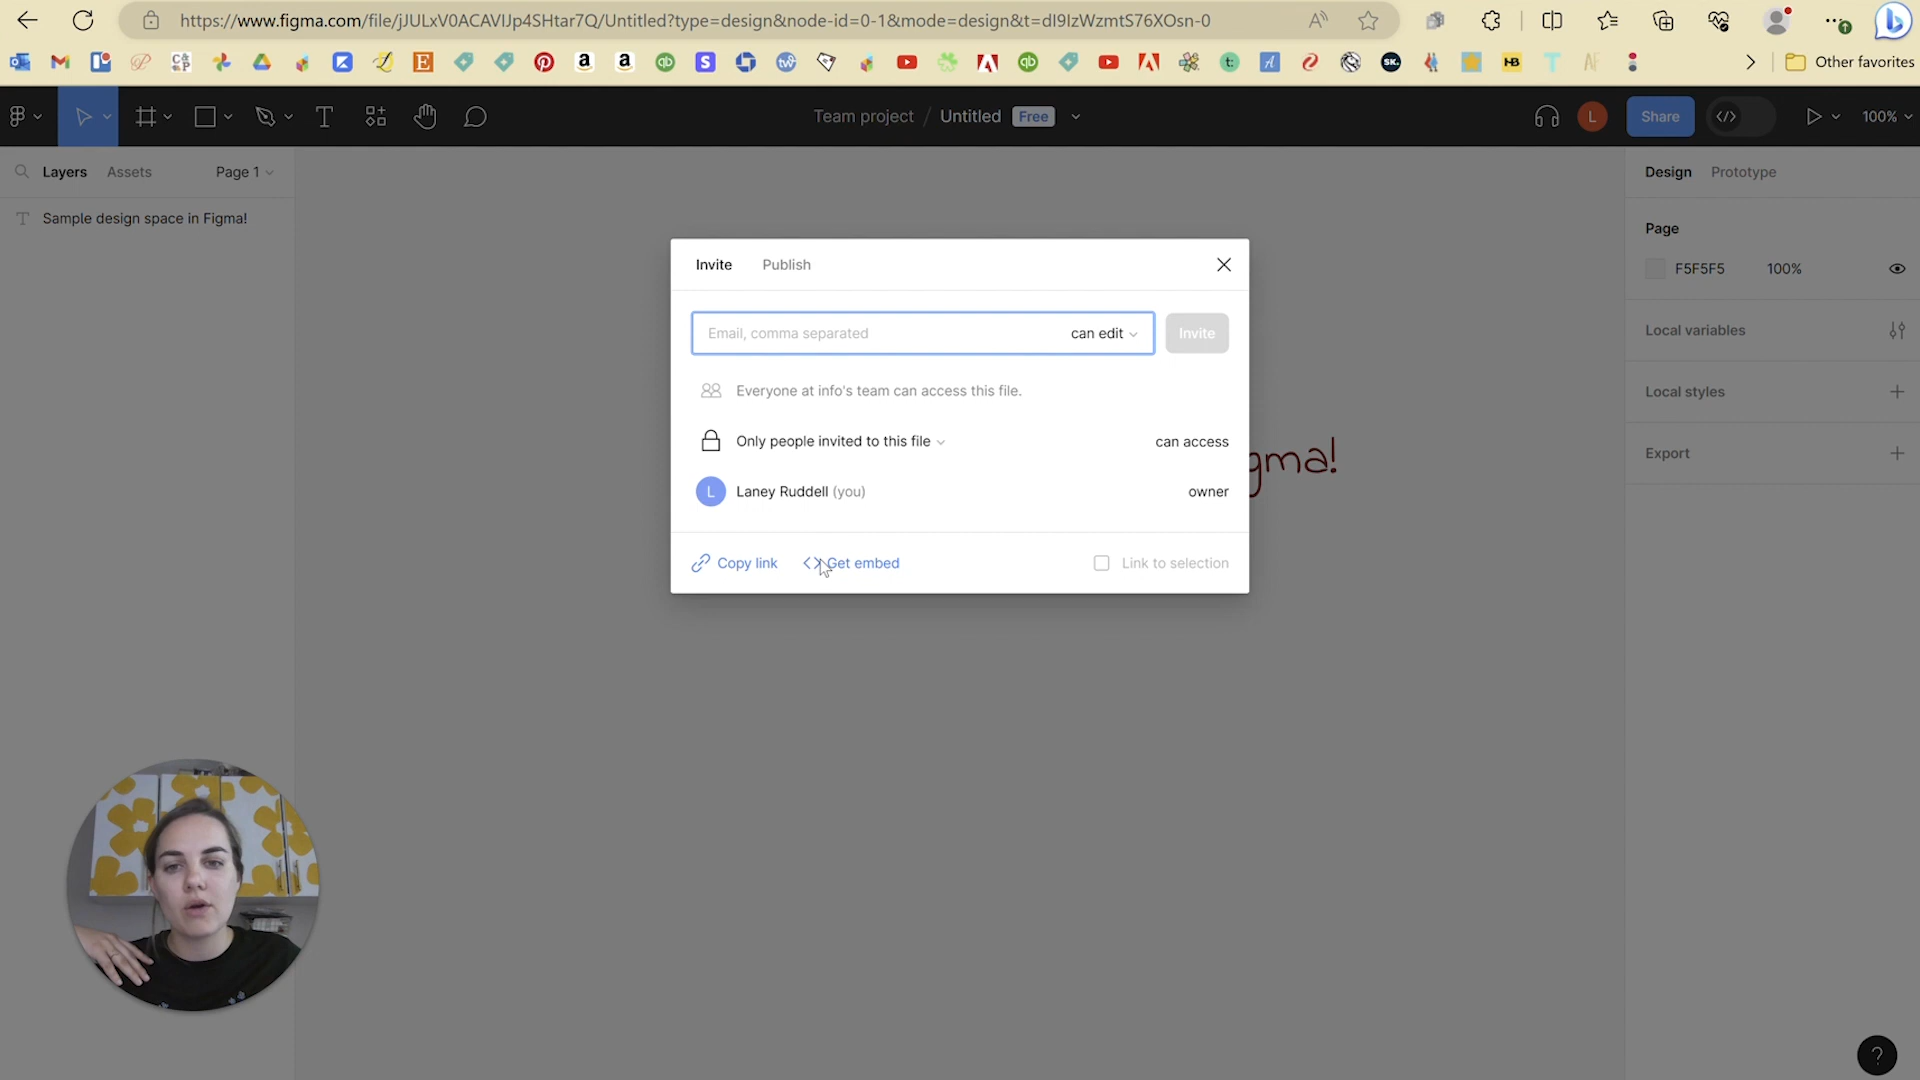 https://www.figma.com/file/jJULxV0ACAVIJp4SHtar7Q/Untitled?type=design&node-id=0-1&mode=design&t=dI9IzWzmtS76XOsn-0
Other favorites
Team project / Untitled Free
L Share 100%
Layers Assets Page 1
Design Prototype
Sample design space in Figma!
Page
F5F5F5 100%
Local variables
Local styles
Export
Invite Publish
Email, comma separated can edit Invite
Everyone at info's team can access this file.
Only people invited to this file can access
L Laney Ruddell (you) owner
Copy link Get embed Link to selection
gma!
?